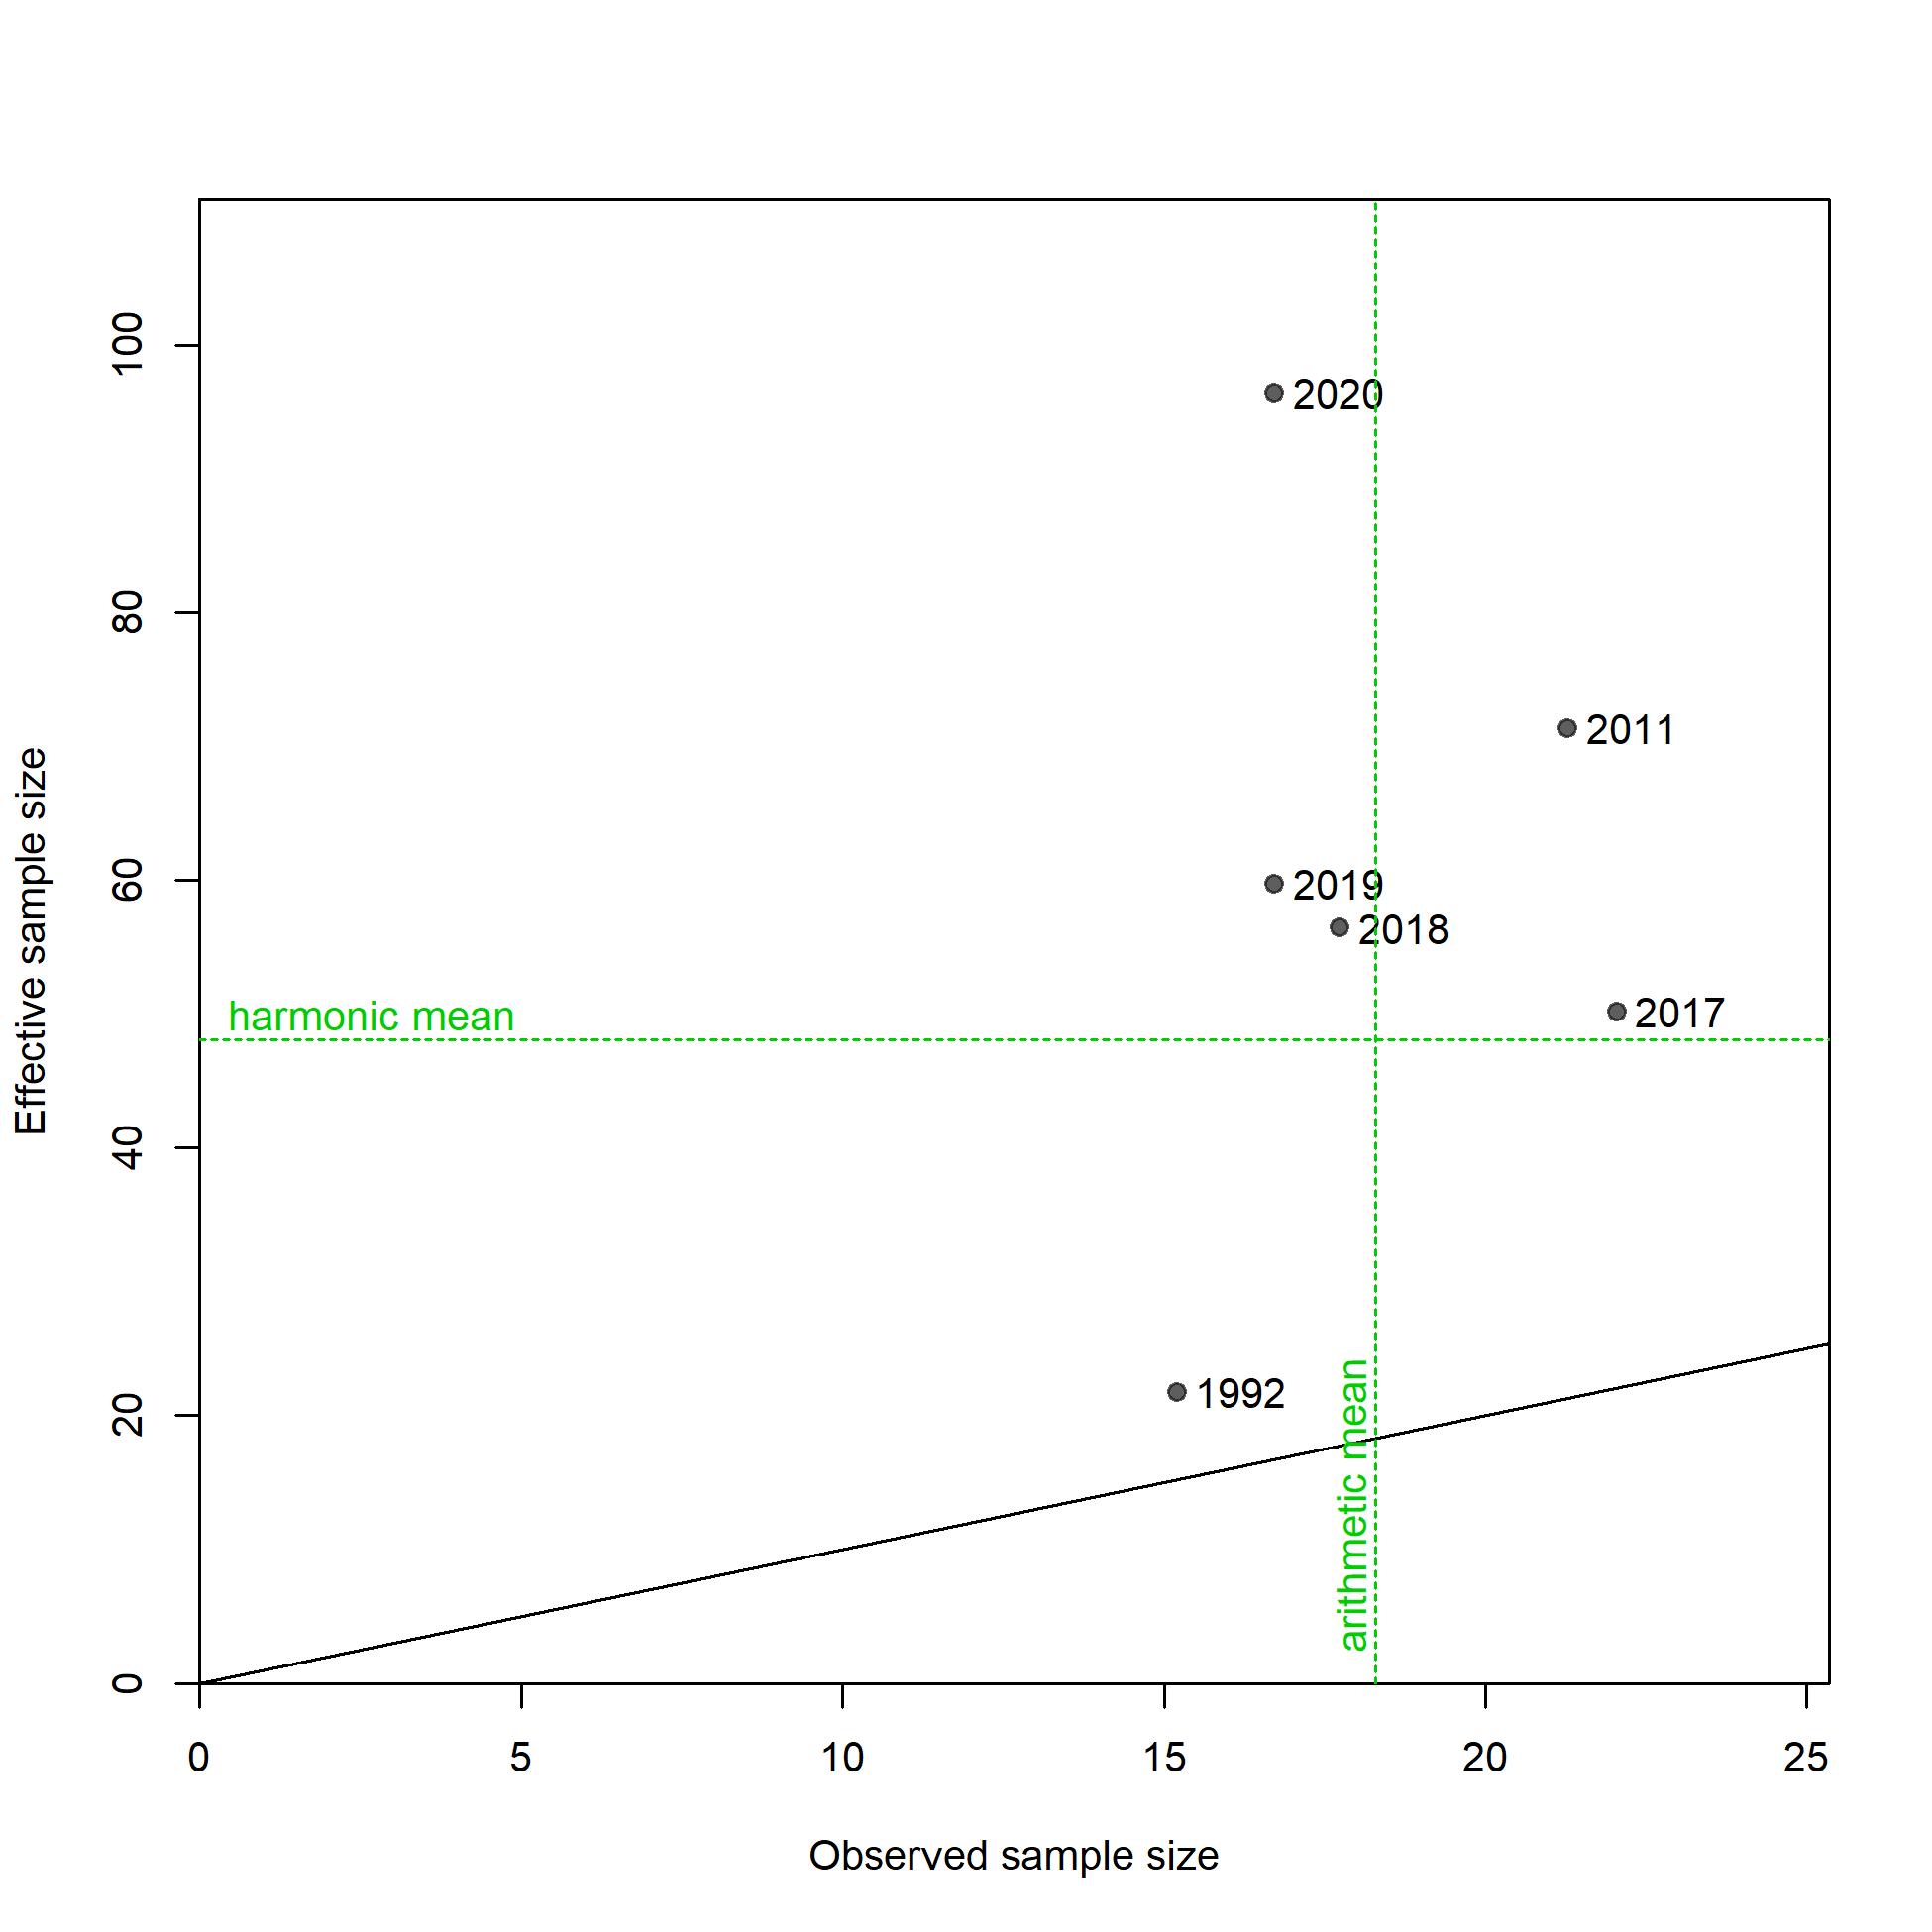 100
80
60
40
20
0
Effective sample size
2020
2011
2019
2018
2017
harmonic mean
1992
arithmetic mean
0 5 10 15 20 25
Observed sample size